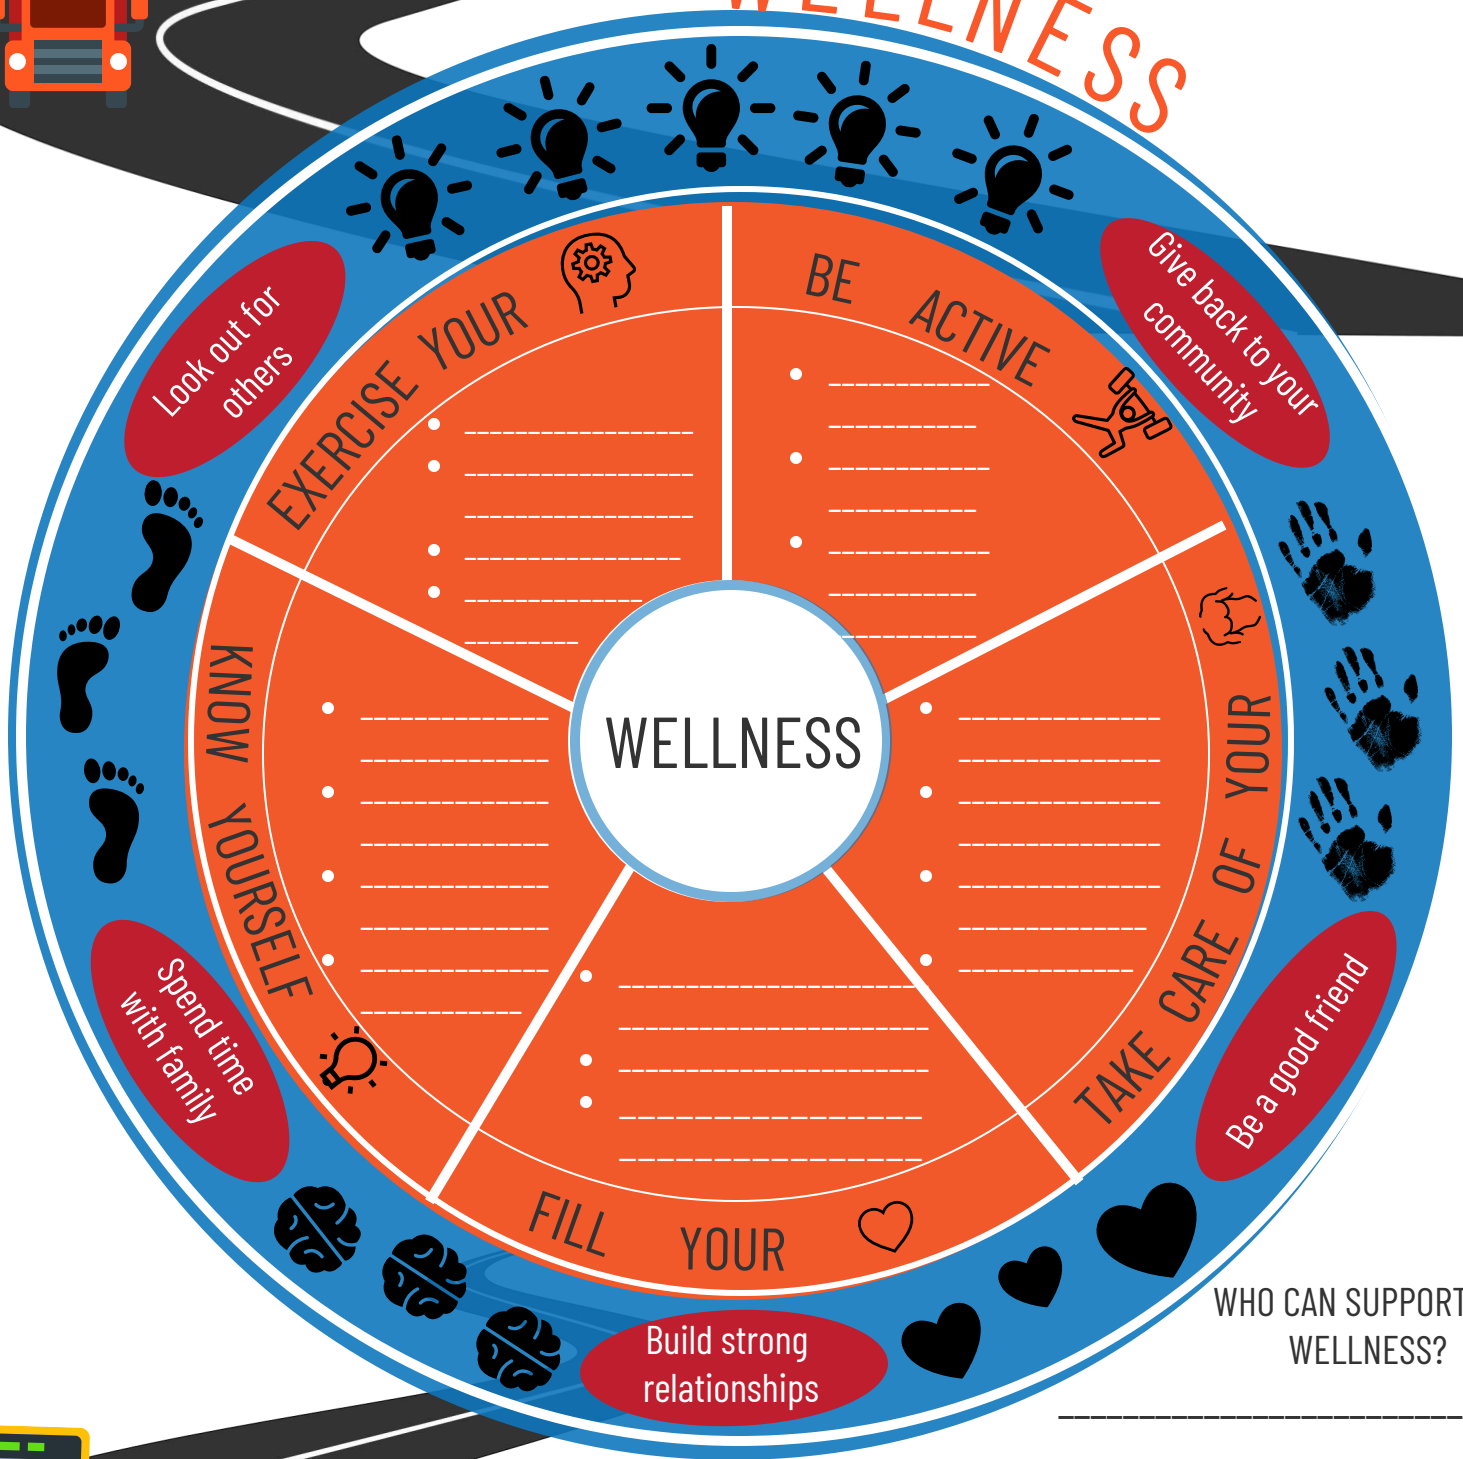 WELLNESS
Look out for
others
Give back to your
community
EXERCISE YOUR
BE ACTIVE
KNOW YOURSELF
WELLNESS
TAKE CARE OF YOUR
Spend time
with family
Be a good friend
FILL YOUR
Build strong
relationships
WHO CAN SUPPORT
WELLNESS?